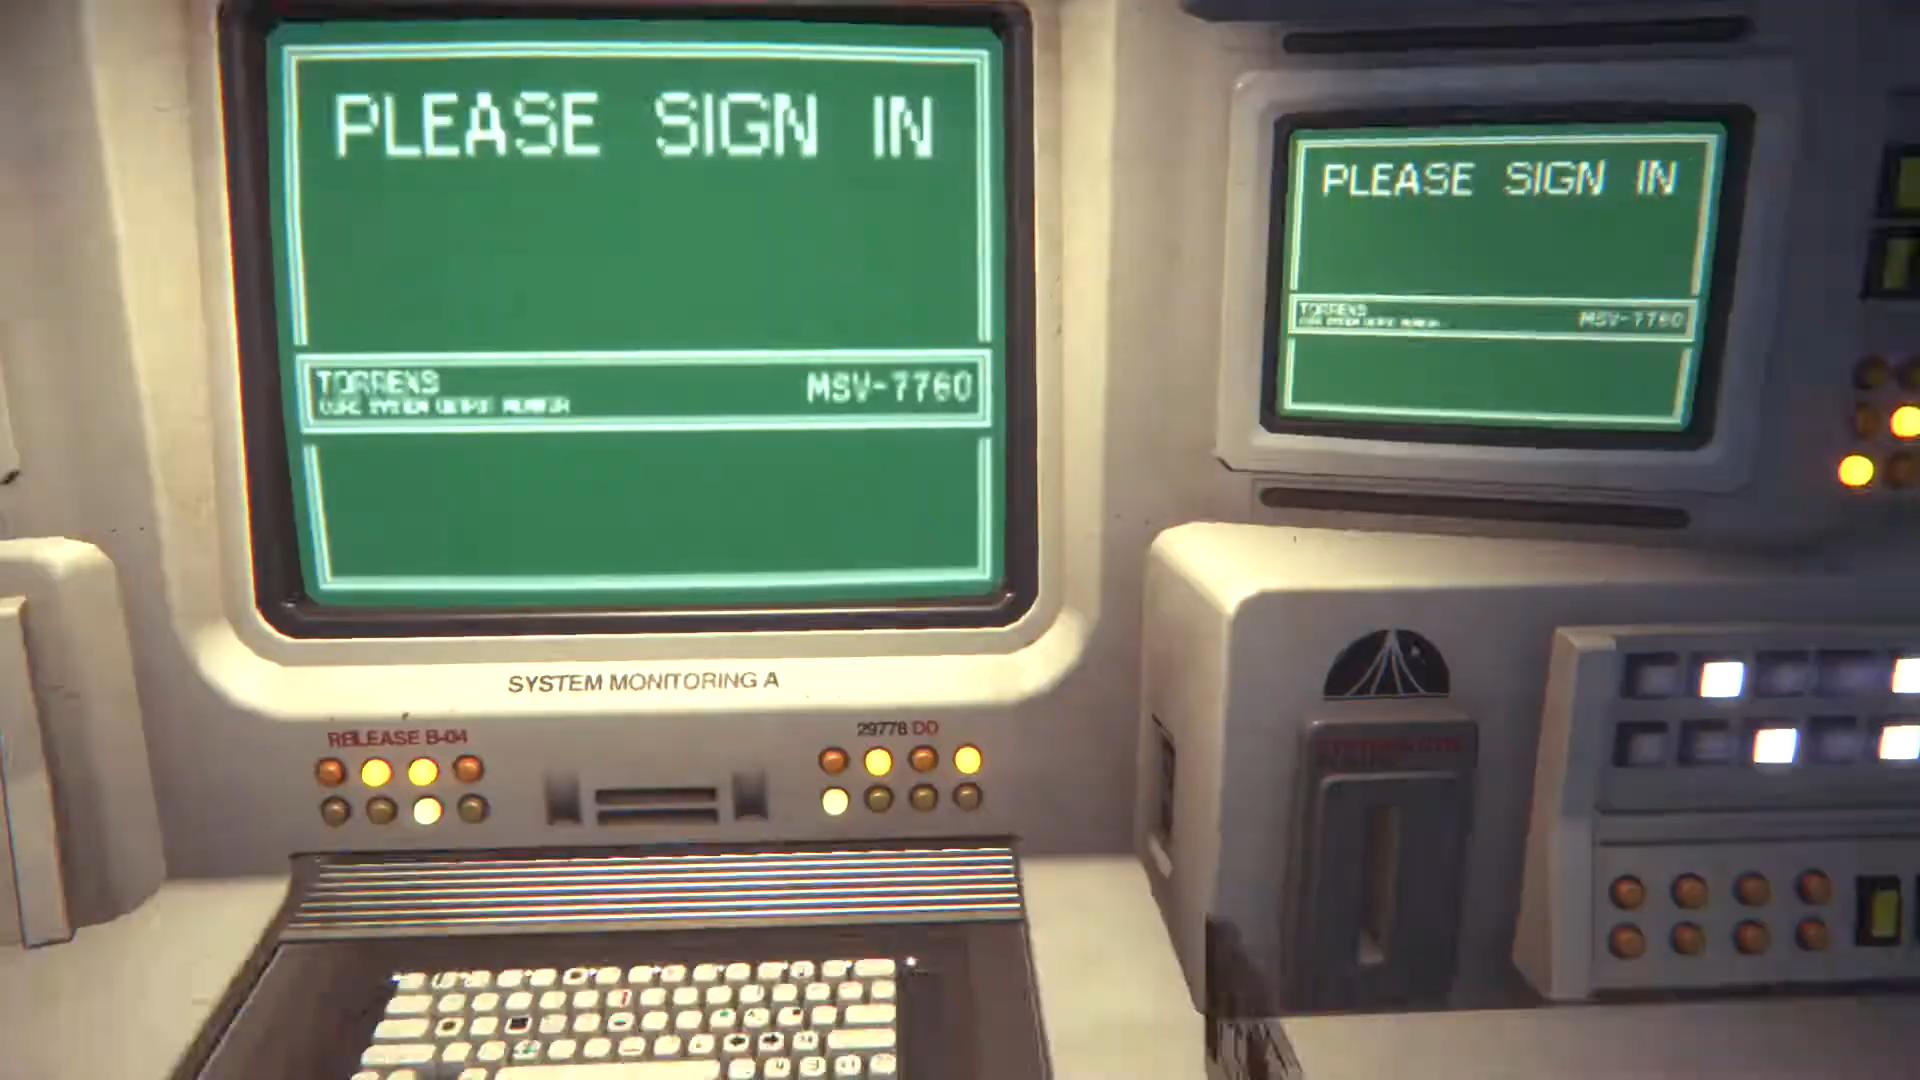 PLEASE SIGN IN
TORRENS
MSV-7760
SYSTEM MONITORING A
RELEASE B-04
29778 DD
PLEASE SIGN IN
TORRENS
MSV-7760